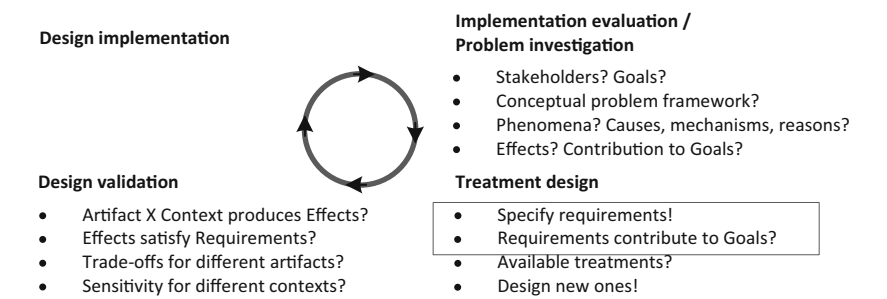 Design implementation
Implementation evaluation /
Problem investigation
• Stakeholders? Goals?
• Conceptual problem framework?
• Phenomena? Causes, mechanisms, reasons?
• Effects? Contribution to Goals?
Design validation
• Artifact X Context produces Effects?
• Effects satisfy Requirements?
• Trade-offs for different artifacts?
• Sensitivity for different contexts?
Treatment design
• Specify requirements!
• Requirements contribute to Goals?
• Available treatments?
• Design new ones!